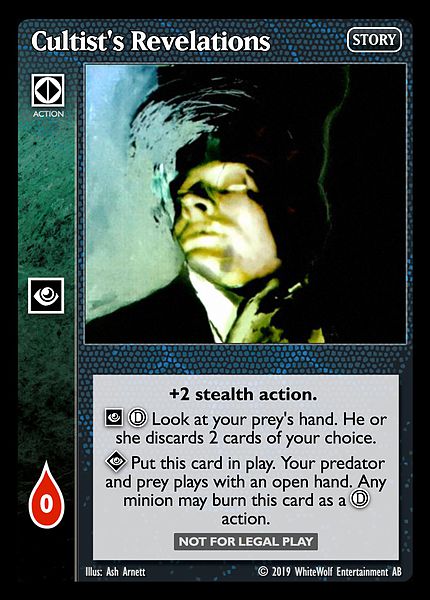 Cultist's Revelations
STORY
ACTION
+2 stealth action.
D Look at your prey's hand. He or
she discards 2 cards of your choice.
Put this card in play. Your predator
and prey plays with an open hand. Any
minion may burn this card as a D
action.
0
NOT FOR LEGAL PLAY
Illus: Ash Arnett
© 2019 WhiteWolf Entertainment AB